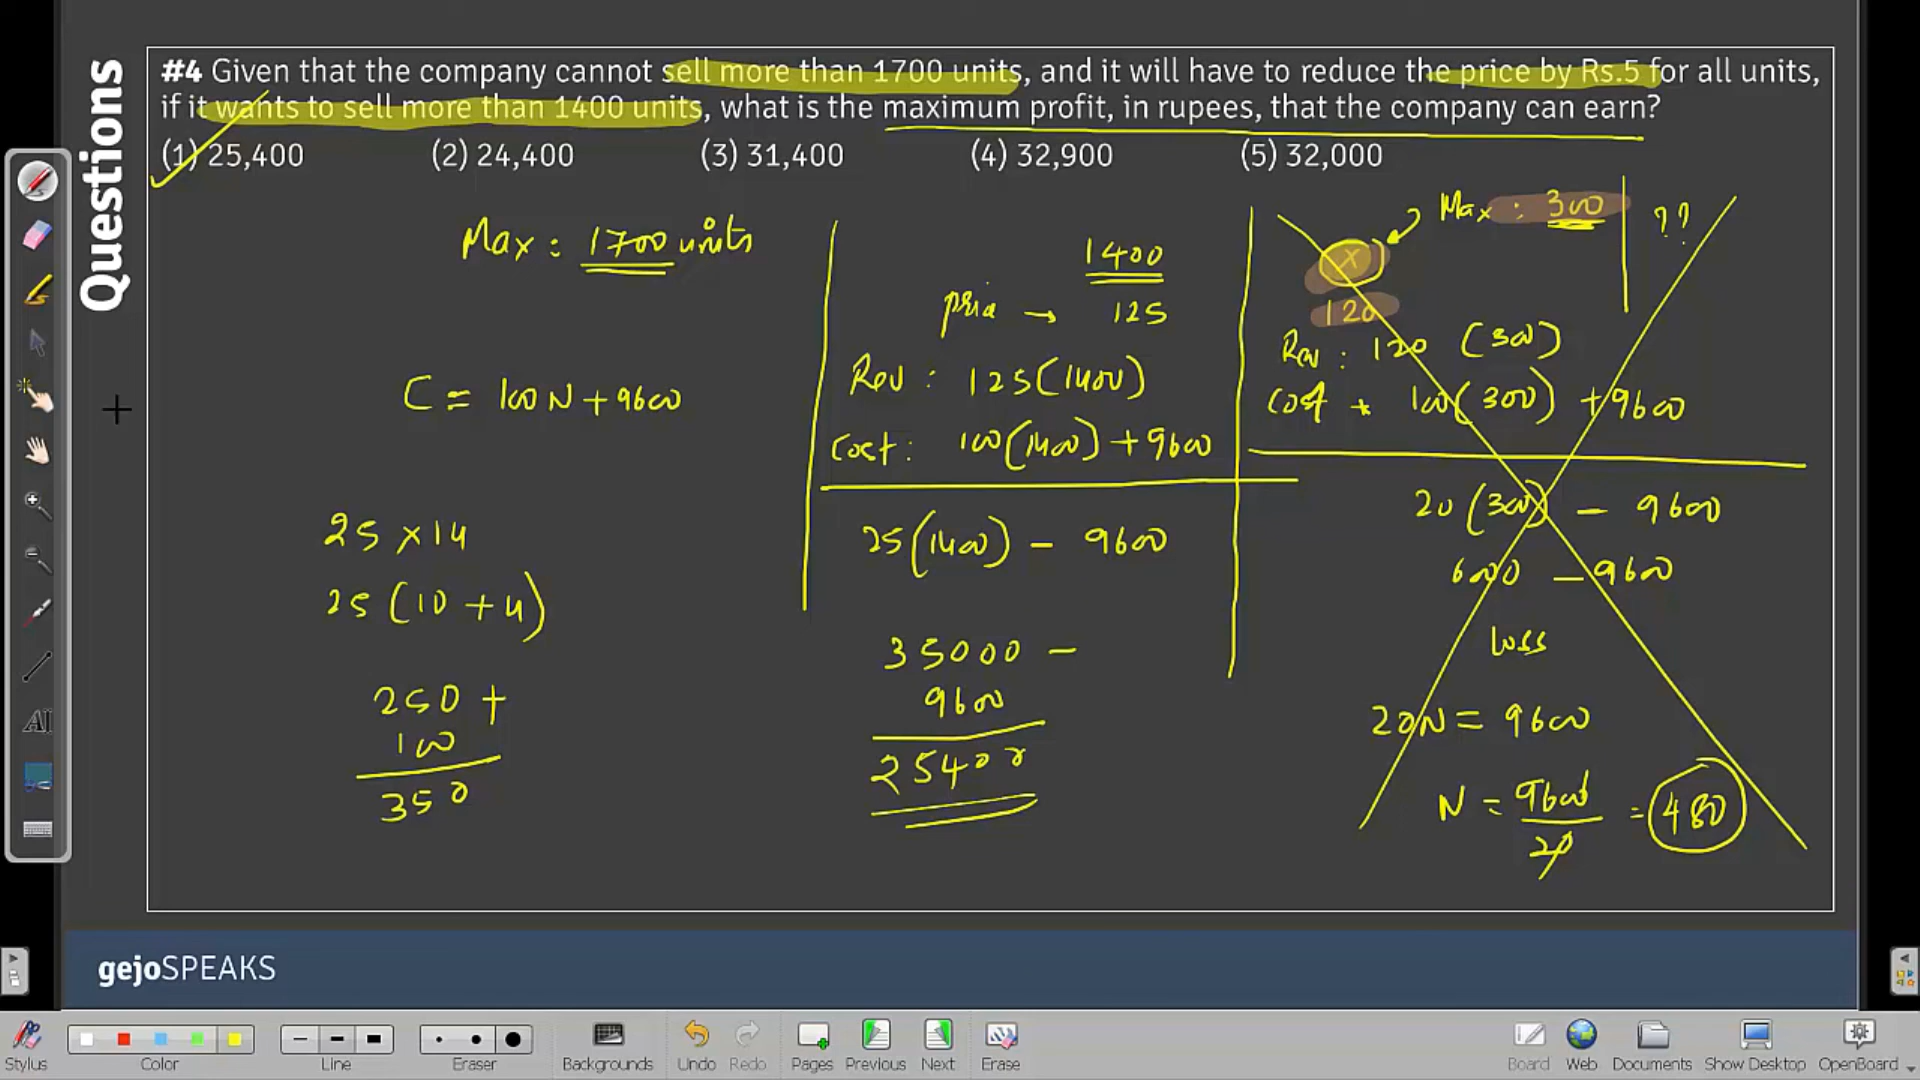 Questions
#4 Given that the company cannot sell more than 1700 units, and it will have to reduce the price by Rs.5 for all units,
if it wants to sell more than 1400 units, what is the maximum profit, in rupees, that the company can earn?
(1) 25,400 (2) 24,400 (3) 31,400 (4) 32,900 (5) 32,000
Max : 1700 units
C = 100N + 9600
25 × 14
25 (10 + 4)
250 +
100
350
1400
price → 125
Rev : 125(1400)
Cost : 100(1400) + 9600
25(1400) - 9600
35000 -
9600
25400
Max : 300
??
x
120
Rev : 120 (300)
Cost 100(300) + 9600
20(300) - 9600
6000 - 9600
loss
20N = 9600
N = 9600
20
= 480
gejoSPEAKS
Stylus
Color
Line
Eraser
Backgrounds
Undo
Redo
Pages
Previous
Next
Erase
Board
Web
Documents
Show Desktop
OpenBoard